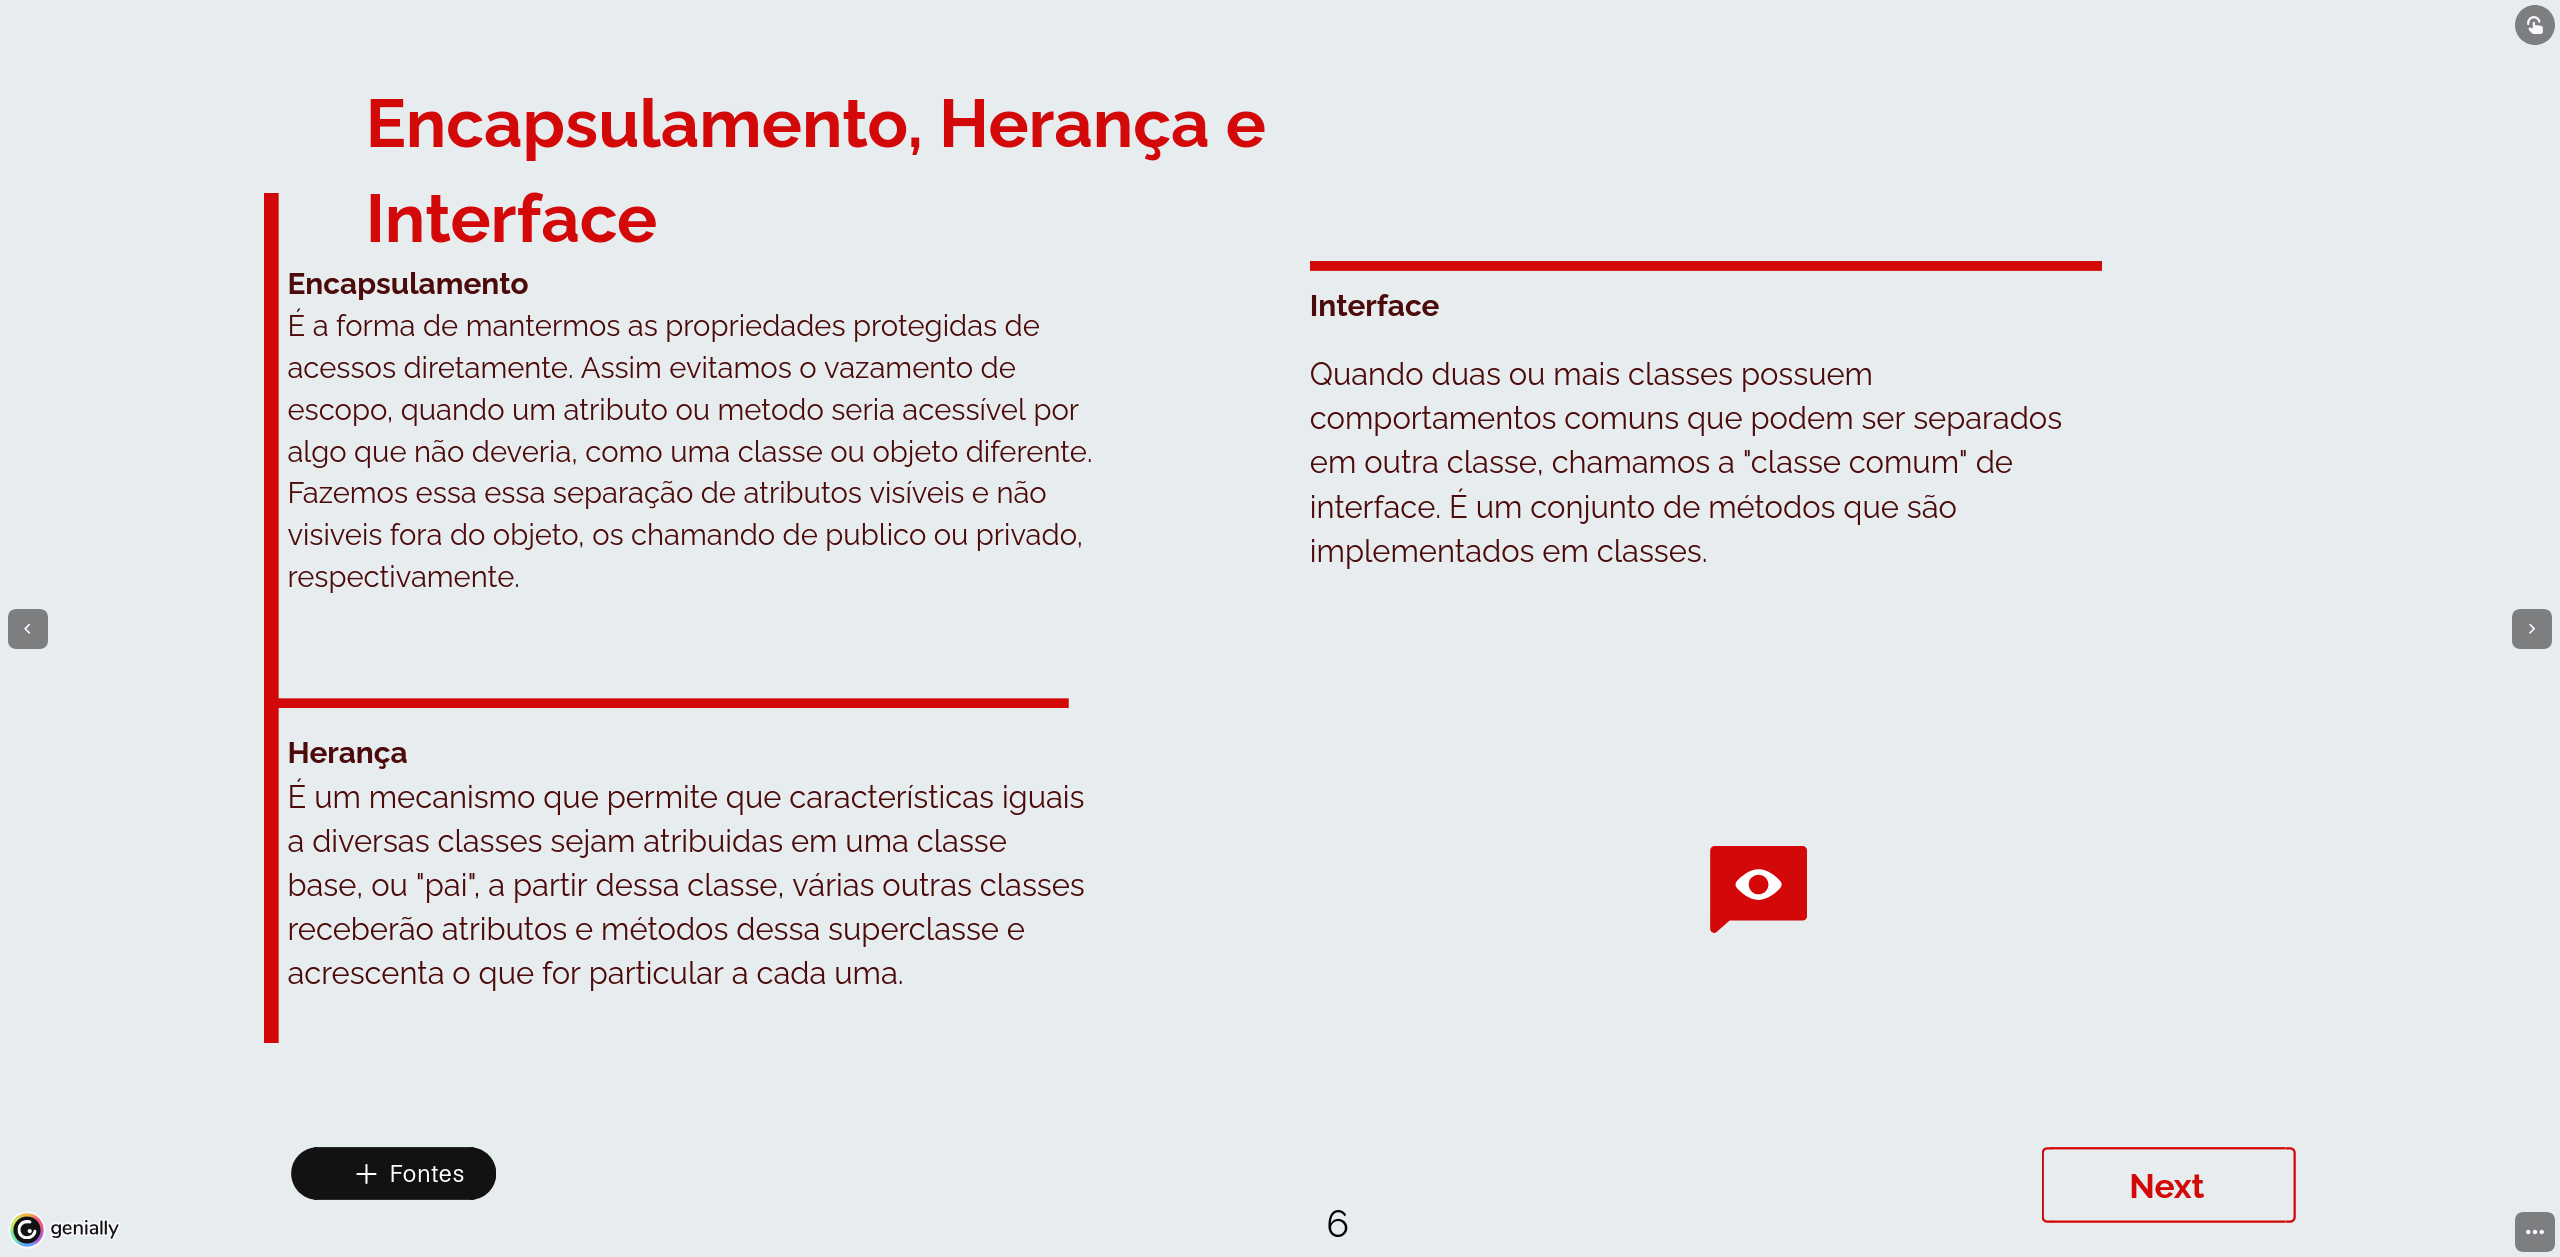 Encapsulamento, Herança e
Interface
Encapsulamento
É a forma de mantermos as propriedades protegidas de
acessos diretamente. Assim evitamos o vazamento de
escopo, quando um atributo ou metodo seria acessível por
algo que não deveria, como uma classe ou objeto diferente.
Fazemos essa essa separação de atributos visíveis e não
visiveis fora do objeto, os chamando de publico ou privado,
respectivamente.
Herança
É um mecanismo que permite que características iguais
a diversas classes sejam atribuidas em uma classe
base, ou "pai", a partir dessa classe, várias outras classes
receberão atributos e métodos dessa superclasse e
acrescenta o que for particular a cada uma.
Interface
Quando duas ou mais classes possuem
comportamentos comuns que podem ser separados
em outra classe, chamamos a "classe comum" de
interface. É um conjunto de métodos que são
implementados em classes.
Fontes
Next
6
genially